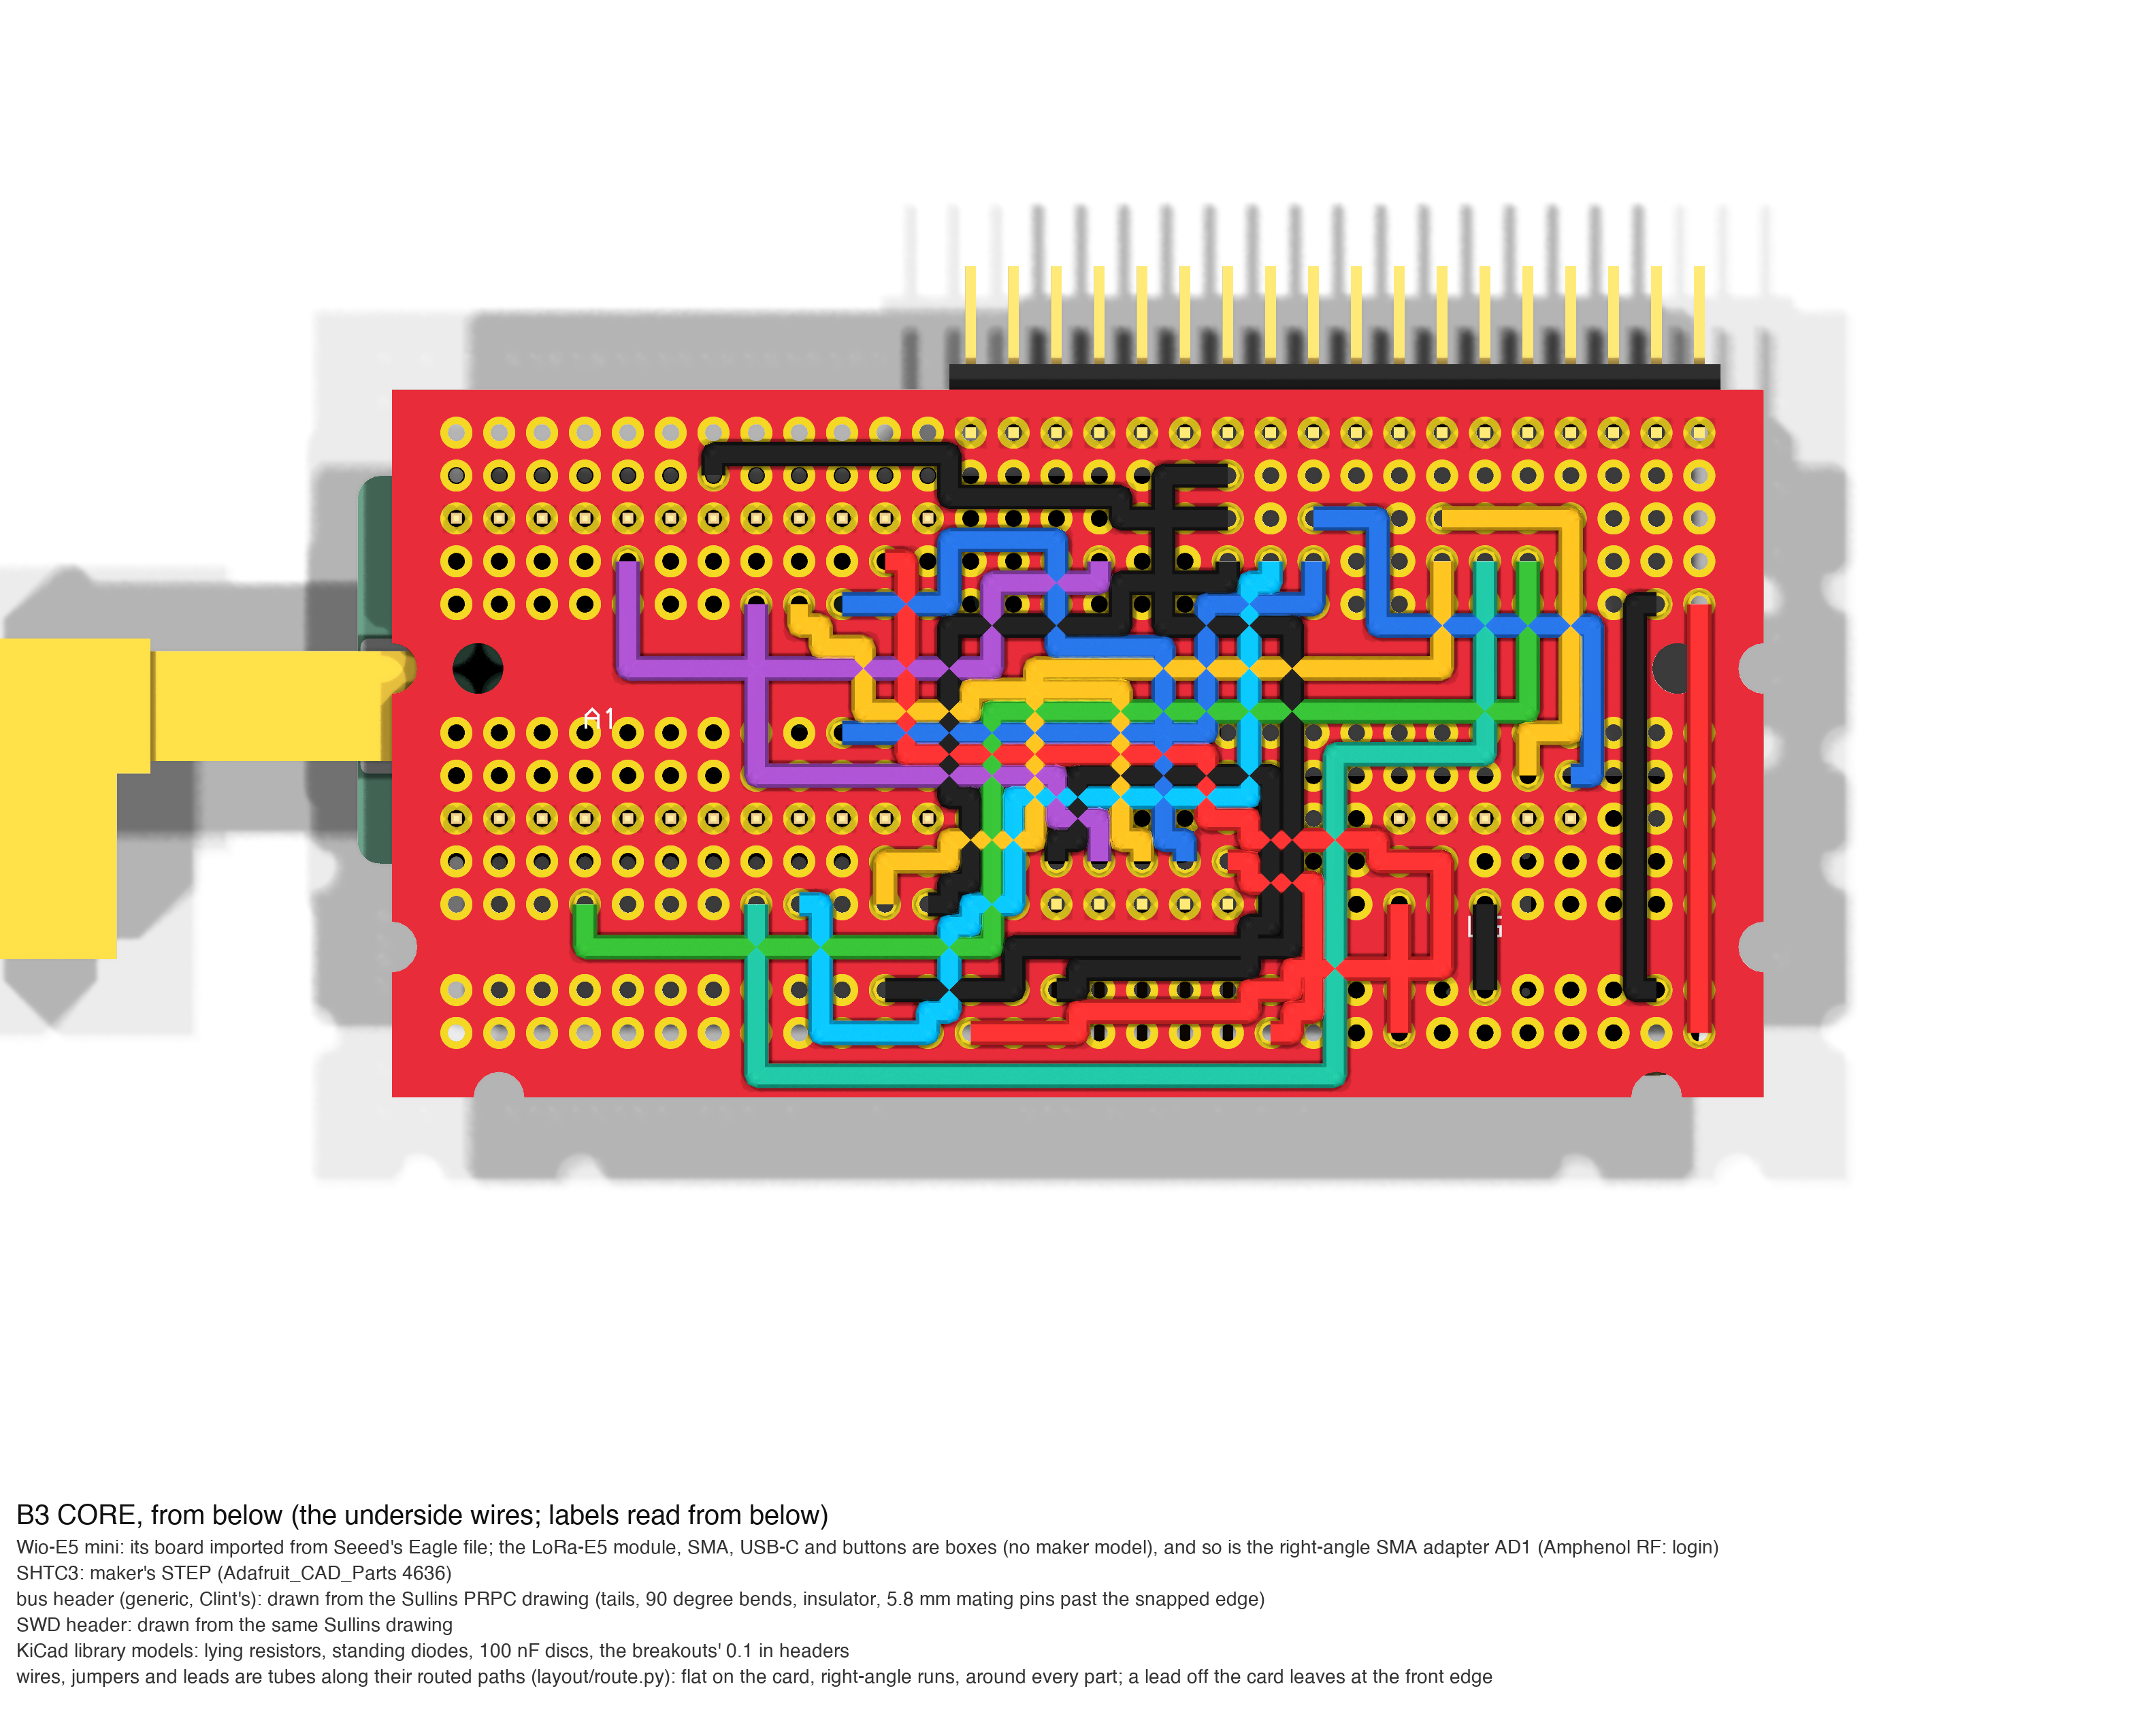 A1
B3 CORE, from below (the underside wires; labels read from below)
Wio-E5 mini: its board imported from Seeed's Eagle file; the LoRa-E5 module, SMA, USB-C and buttons are boxes (no maker model), and so is the right-angle SMA adapter AD1 (Amphenol RF: login)
SHTC3: maker's STEP (Adafruit_CAD_Parts 4636)
bus header (generic, Clint's): drawn from the Sullins PRPC drawing (tails, 90 degree bends, insulator, 5.8 mm mating pins past the snapped edge)
SWD header: drawn from the same Sullins drawing
KiCad library models: lying resistors, standing diodes, 100 nF discs, the breakouts' 0.1 in headers
wires, jumpers and leads are tubes along their routed paths (layout/route.py): flat on the card, right-angle runs, around every part; a lead off the card leaves at the front edge